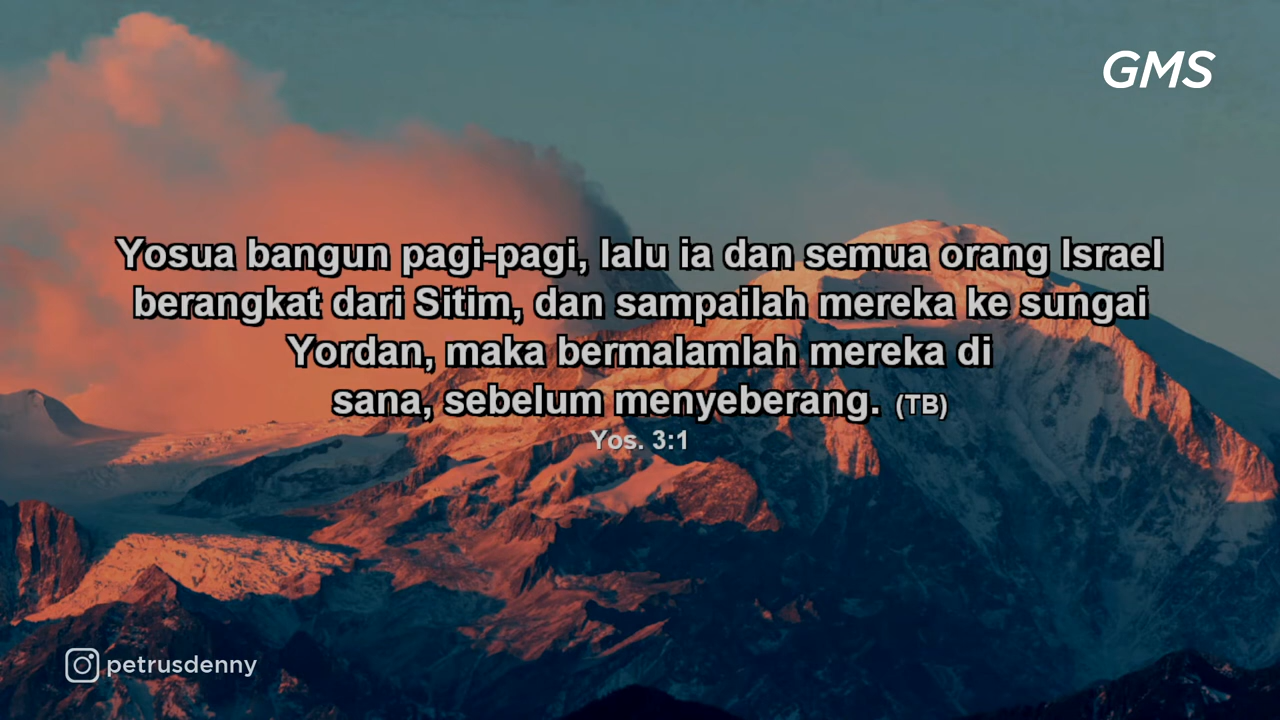 GMS
Yosua bangun pagi-pagi, lalu ia dan semua orang Israel
berangkat dari Sitim, dan sampailah mereka ke sungai
Yordan, maka bermalamlah mereka di
sana, sebelum menyeberang. (TB)
Yos. 3:1
petrusdenny